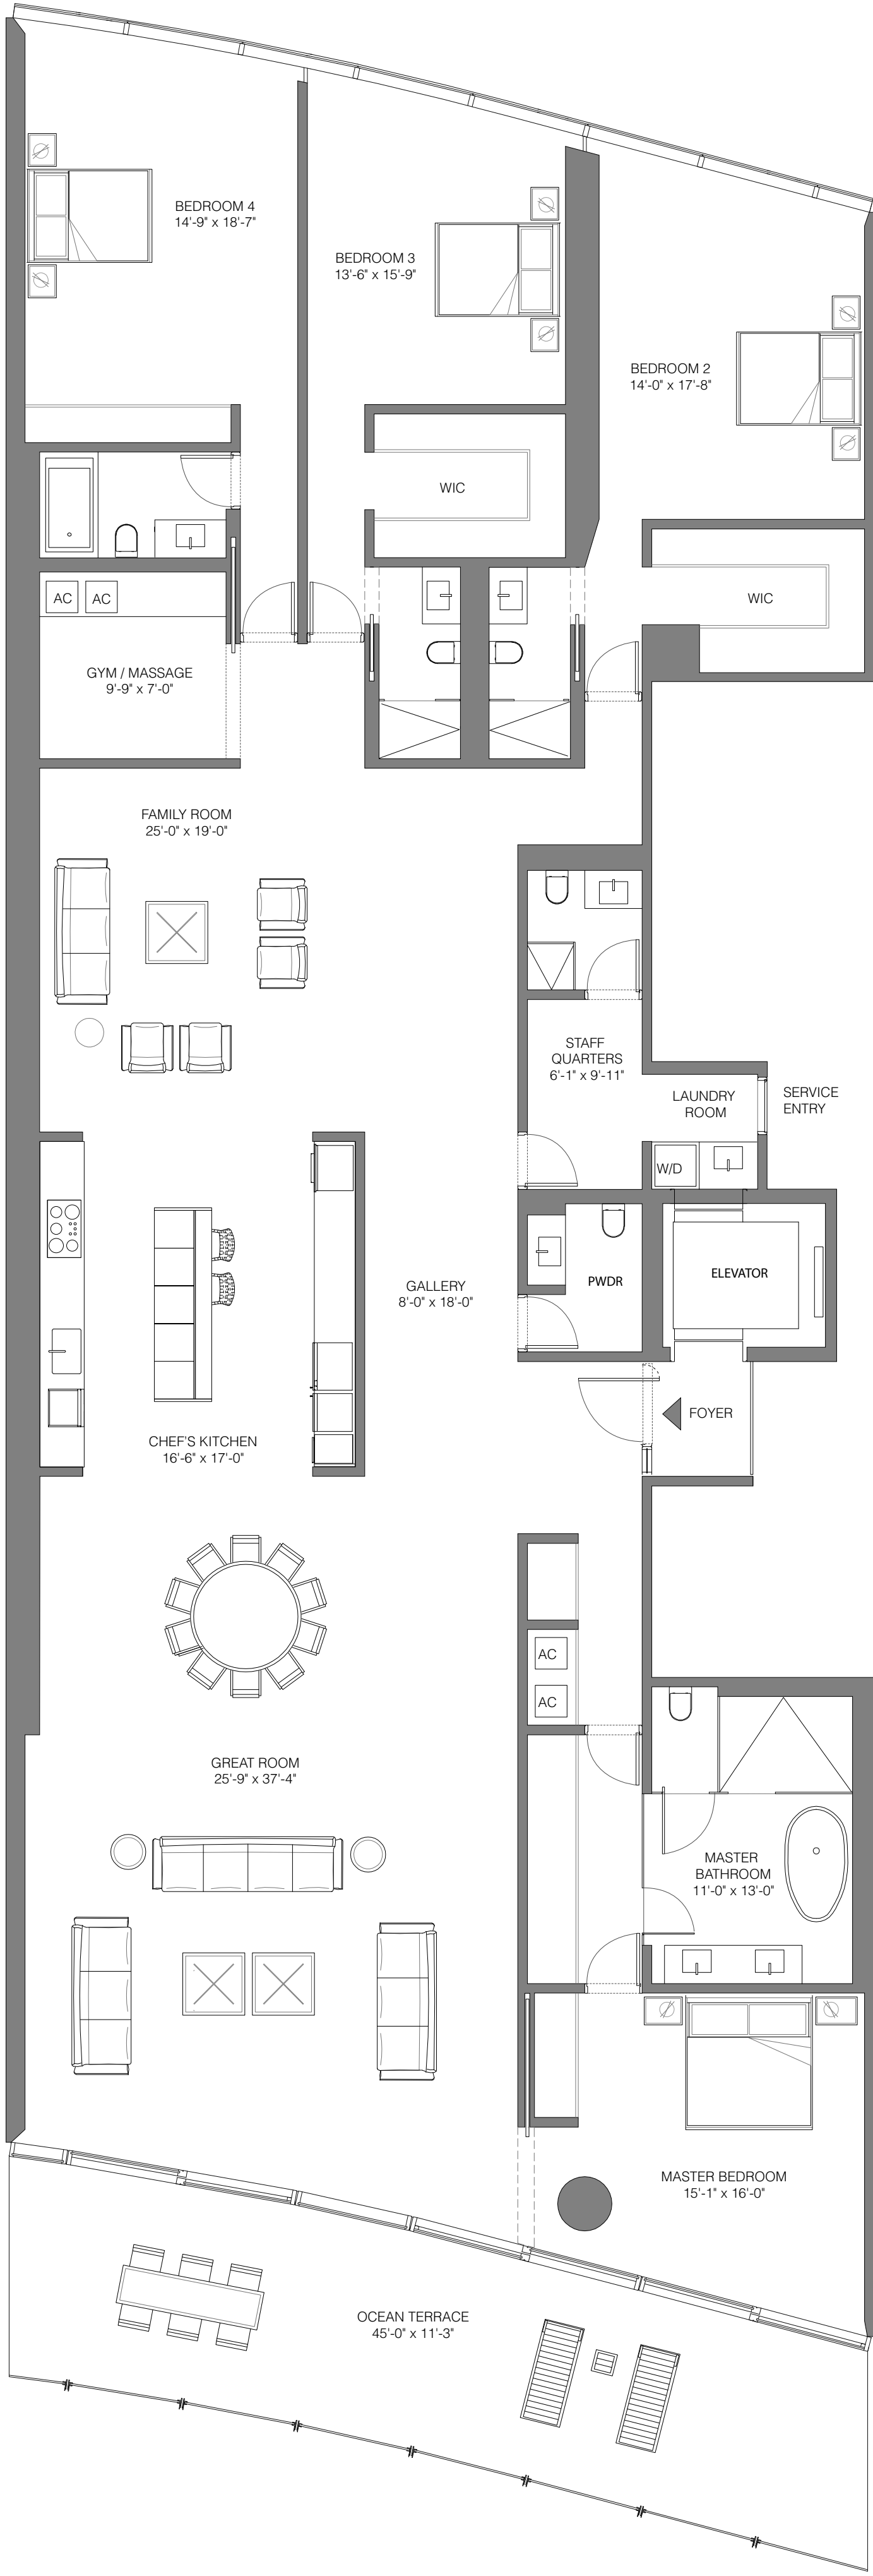 BEDROOM 4
14'-9" x 18'-7"
BEDROOM 3
13'-6" x 15'-9"
BEDROOM 2
14'-0" x 17'-8"
WIC
AC
AC
WIC
GYM / MASSAGE
9'-9" x 7'-0"
FAMILY ROOM
25'-0" x 19'-0"
STAFF
QUARTERS
6'-1" x 9'-11"
LAUNDRY
ROOM
SERVICE
ENTRY
W/D
GALLERY
8'-0" x 18'-0"
PWDR
ELEVATOR
FOYER
CHEF'S KITCHEN
16'-6" x 17'-0"
AC
AC
GREAT ROOM
25'-9" x 37'-4"
MASTER
BATHROOM
11'-0" x 13'-0"
MASTER BEDROOM
15'-1" x 16'-0"
OCEAN TERRACE
45'-0" x 11'-3"